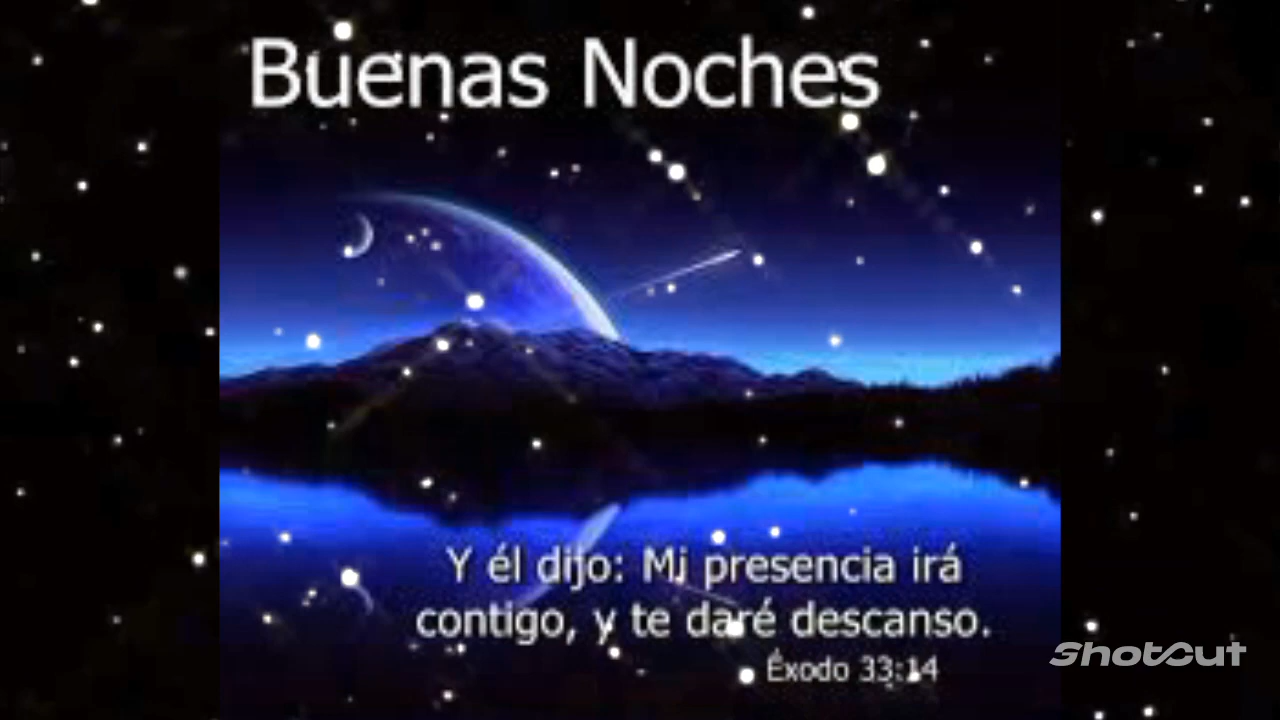 Buenas Noches
Y él dijo: Mi presencia irá
contigo, y te daré descanso.
Éxodo 33:14
ShotCut